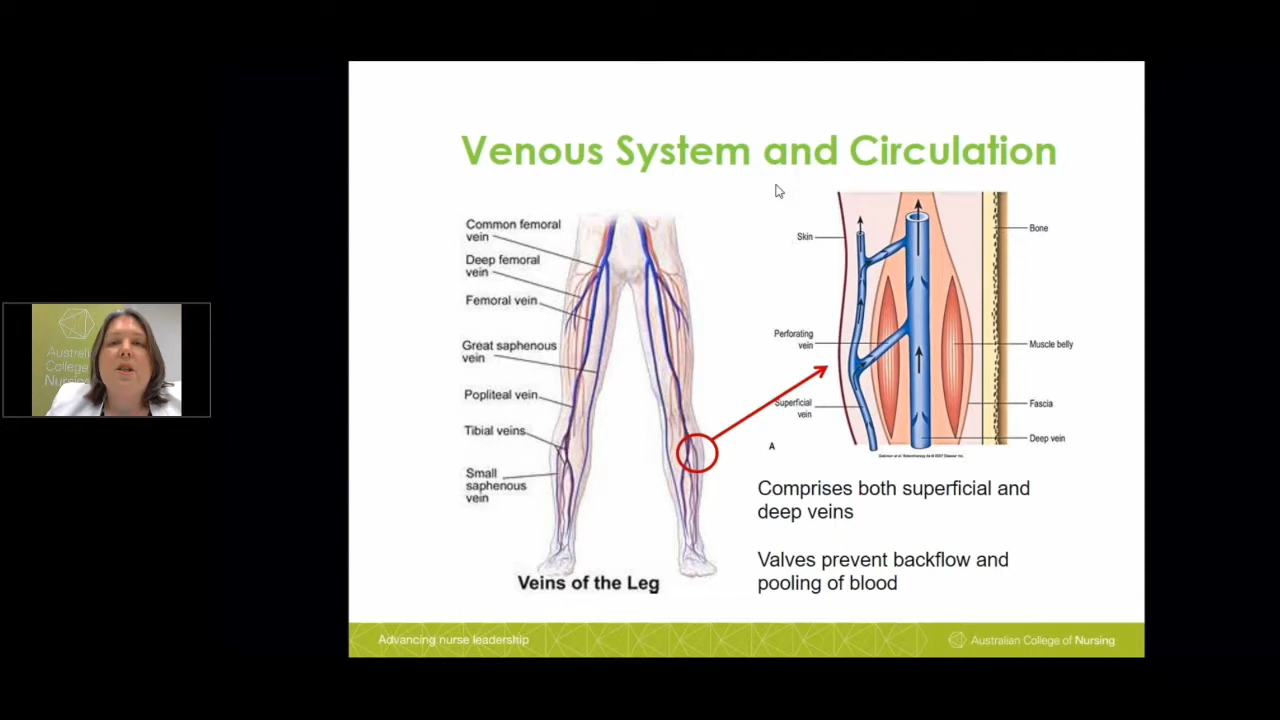 Venous System and Circulation
Common femoral
vein
Deep femoral
vein
Femoral vein
Great saphenous
vein
Popliteal vein
Tibial veins
Small
saphenous
vein
Veins of the Leg
Skin
Perforating
vein
Superficial
vein
A
Bone
Muscle belly
Fascia
Deep vein
Comprises both superficial and
deep veins
Valves prevent backflow and
pooling of blood
Advancing nurse leadership
Australian College of Nursing
Australi
College
Nursin